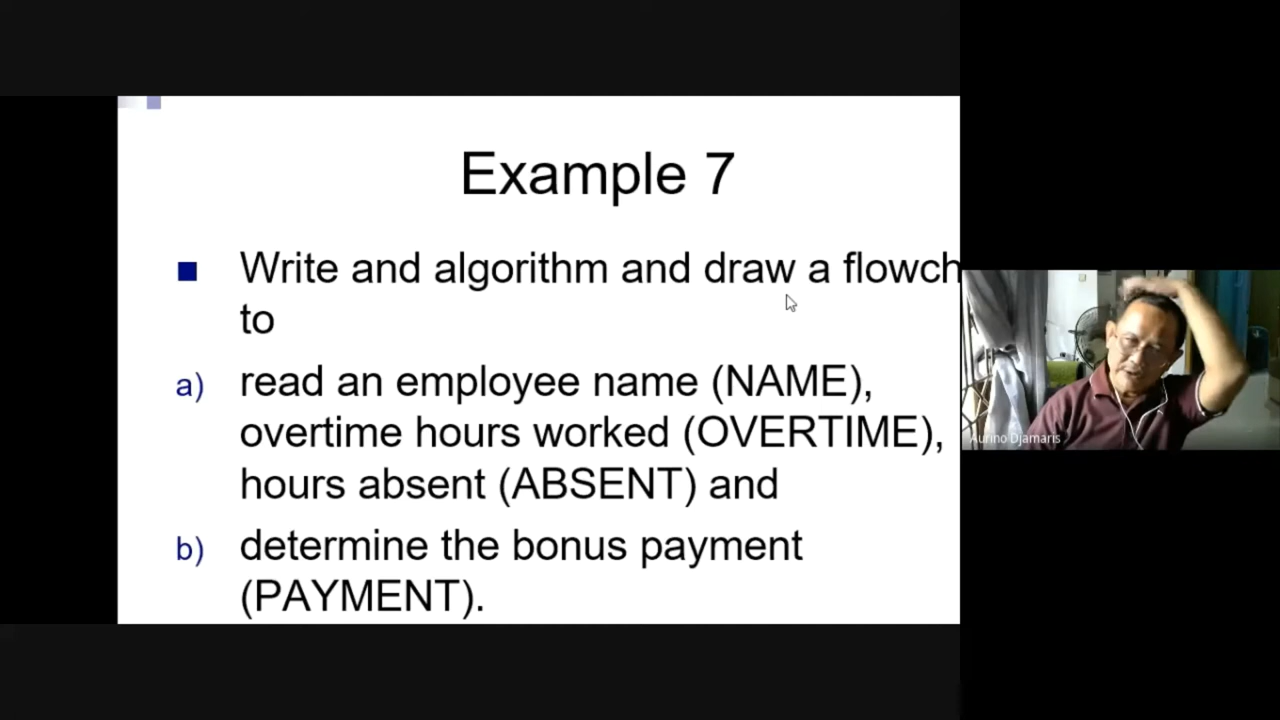 Example 7
Write and algorithm and draw a flowch
to
a) read an employee name (NAME),
overtime hours worked (OVERTIME),
hours absent (ABSENT) and
b) determine the bonus payment
(PAYMENT).
Aurino Djamaris